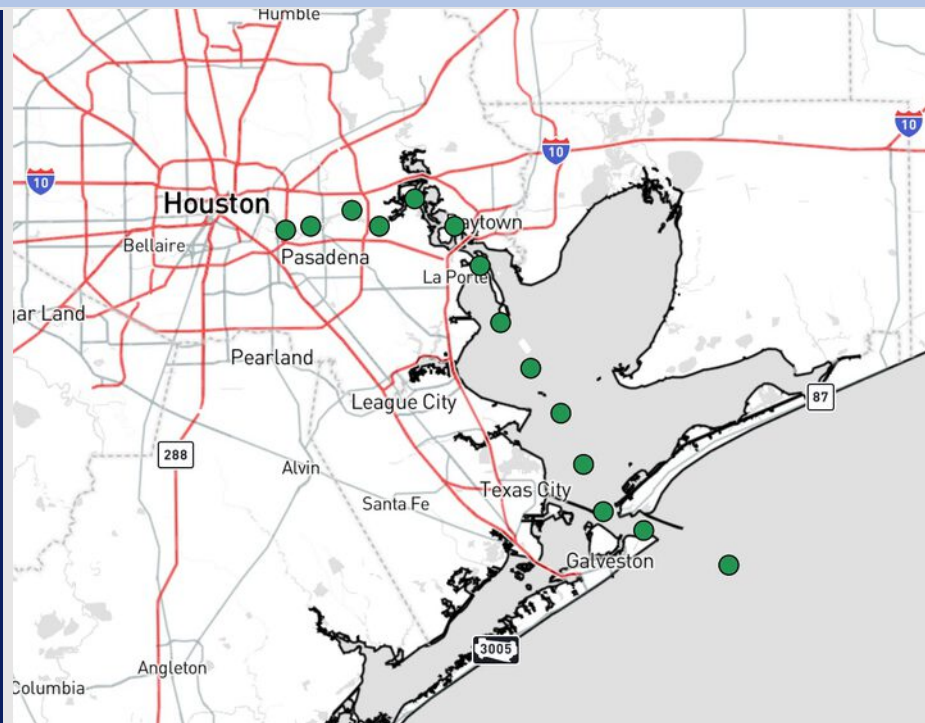 Humble
10
10
10
Houston
Baytown
Bellaire
Pasadena
La Porte
gar Land
Pearland
87
League City
288
Alvin
Texas City
Santa Fe
Galveston
3005
Angleton
Columbia